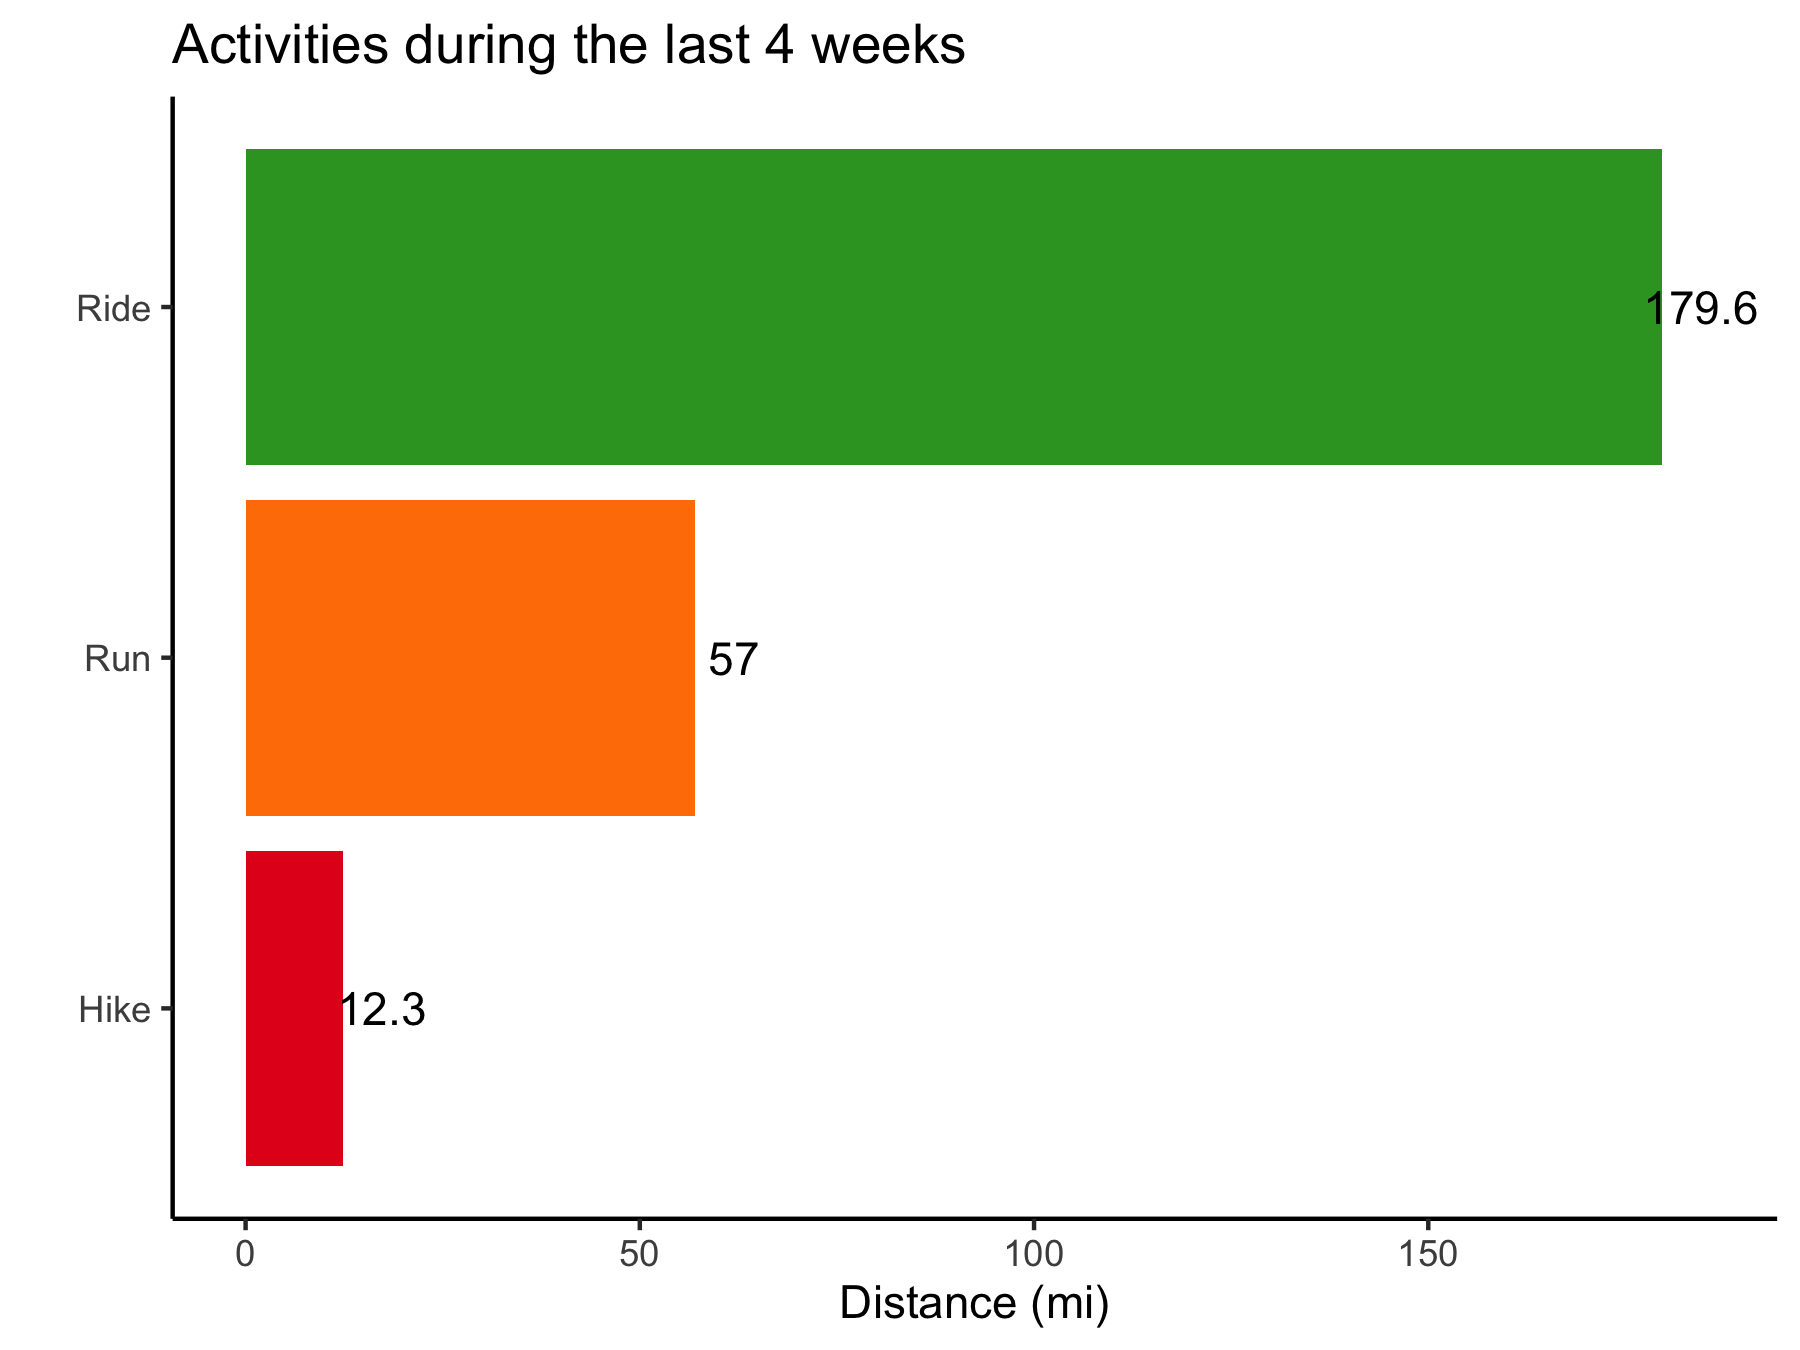 Activities during the last 4 weeks
Ride
179.6
Run
57
Hike
12.3
0 50 100 150
Distance (mi)